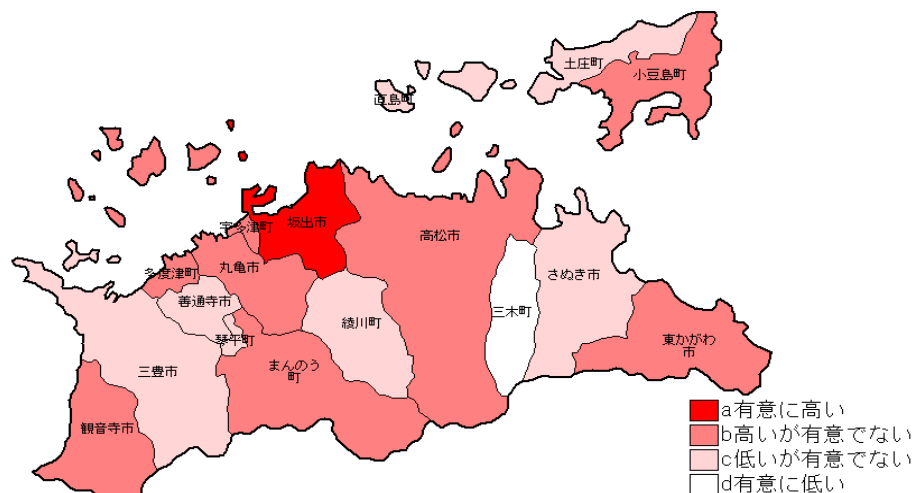 土庄町
小豆島町
直島町
坂出市
宇多津町
高松市
丸亀市
多度津町
さぬき市
善通寺市
三木町
綾川町
琴平町
東かがわ
市
まんのう
町
三豊市
観音寺市
a有意に高い
b高いが有意でない
c低いが有意でない
d有意に低い